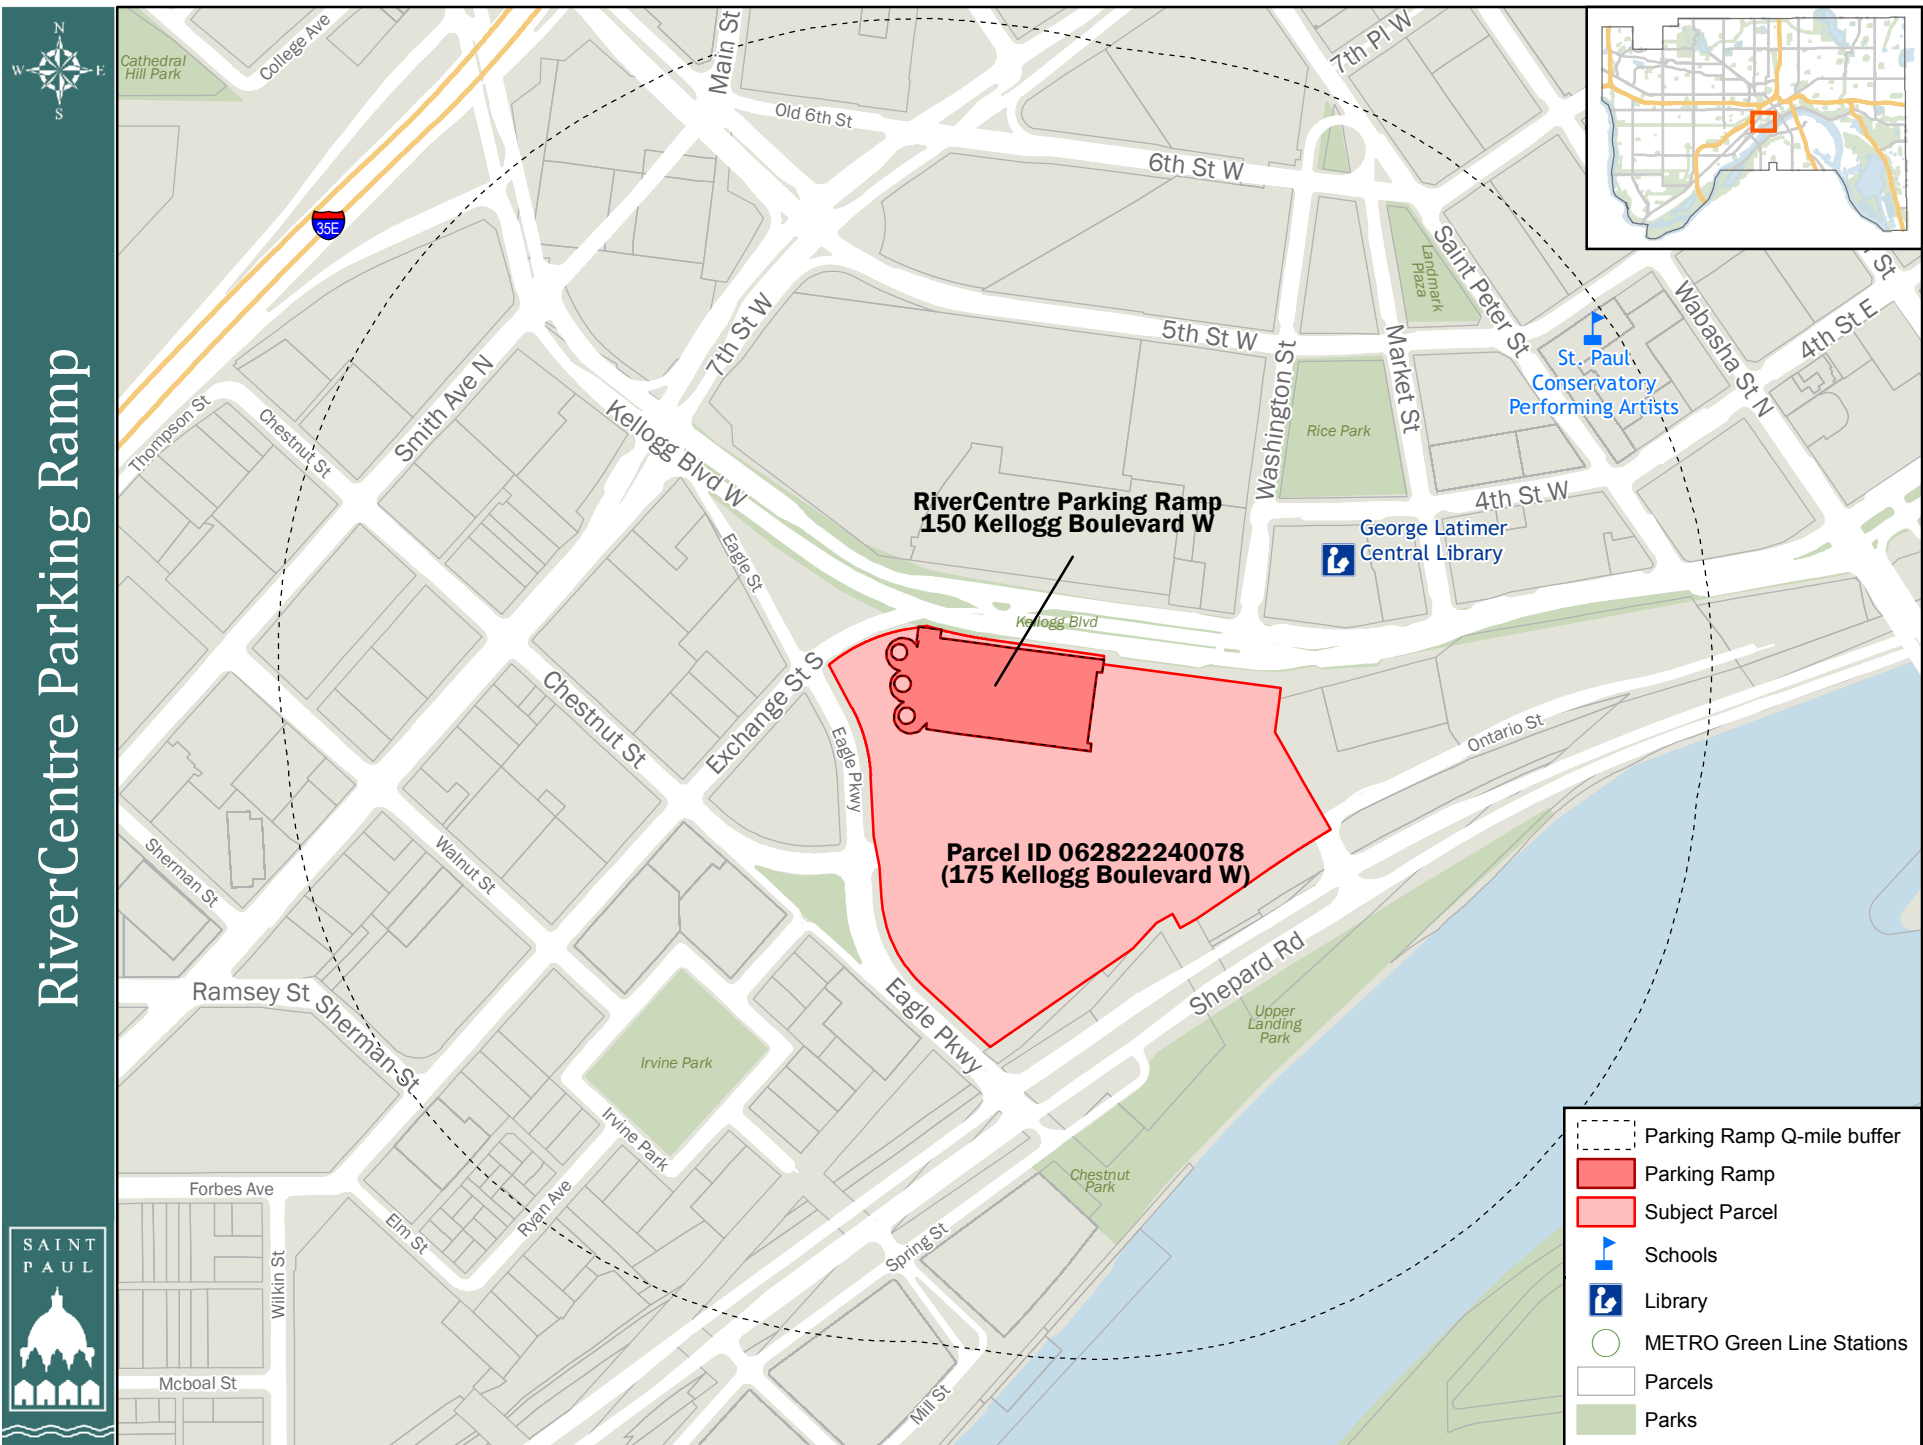 N
W
E
S
RiverCentre Parking Ramp
SAINT
PAUL
Cathedral
Hill Park
College Ave
Main St
Old 6th St
7th Pl W
6th St W
35E
Landmark
Plaza
Saint Peter St
Wabasha St N
4th St E
St
7th St W
5th St W
Washington St
Market St
St. Paul
Conservatory
Performing Artists
Rice Park
Thompson St
Chestnut St
Smith Ave N
Kellogg Blvd W
RiverCentre Parking Ramp
150 Kellogg Boulevard W
4th St W
George Latimer
Central Library
Eagle St
Kellogg Blvd
Chestnut St
Exchange St S
Eagle Pkwy
Ontario St
Parcel ID 062822240078
(175 Kellogg Boulevard W)
Sherman St
Walnut St
Ramsey St
Sherman St
Eagle Pkwy
Shepard Rd
Upper
Landing
Park
Irvine Park
Irvine Park
Chestnut
Park
Forbes Ave
Elm St
Ryan Ave
Spring St
Wilkin St
Mcboal St
Mill St
Parking Ramp Q-mile buffer
Parking Ramp
Subject Parcel
Schools
Library
METRO Green Line Stations
Parcels
Parks